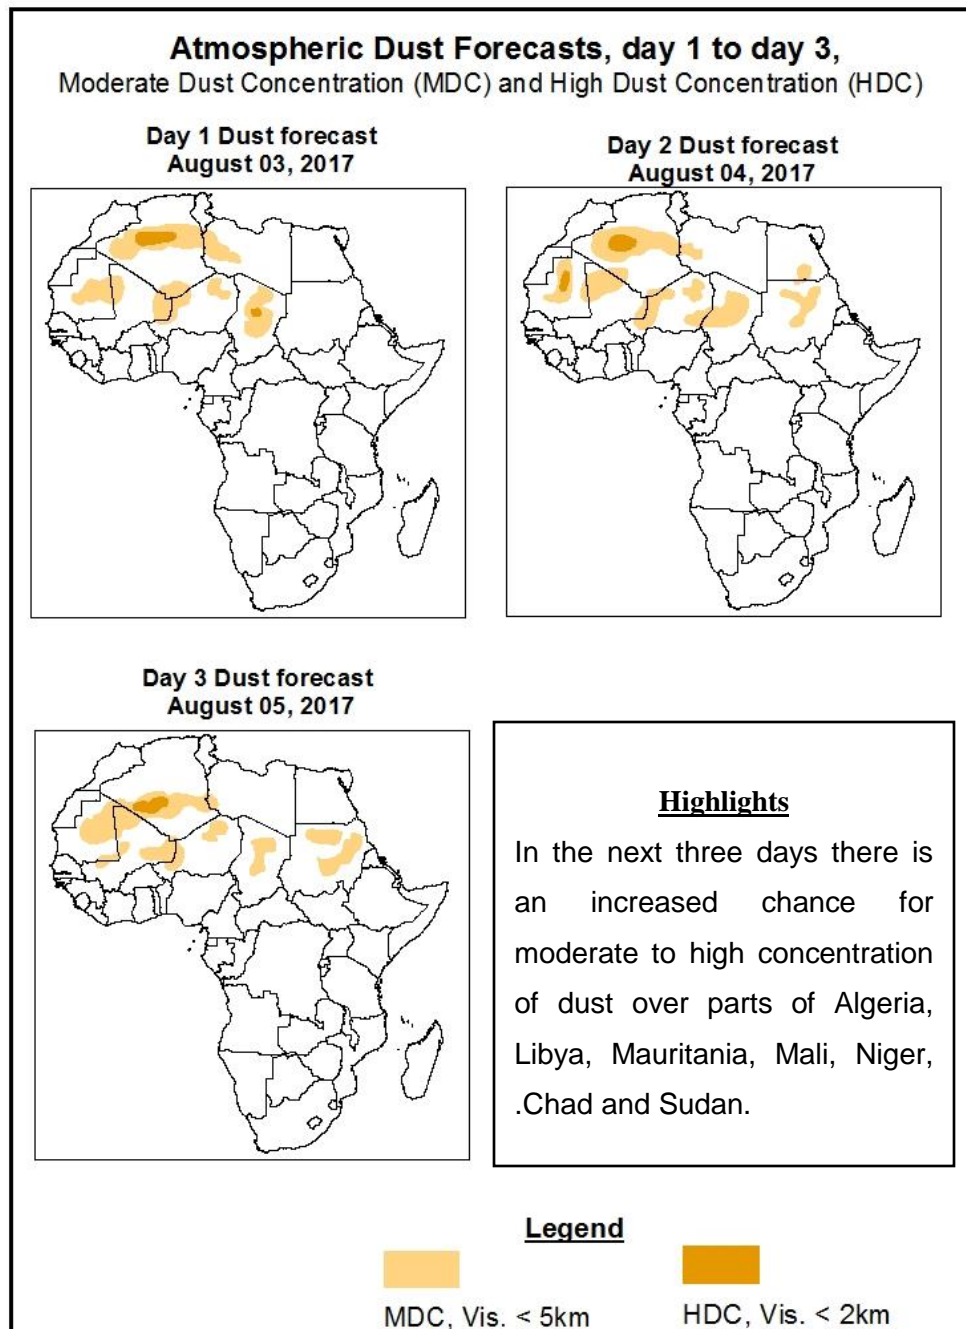 Atmospheric Dust Forecasts, day 1 to day 3,
Moderate Dust Concentration (MDC) and High Dust Concentration (HDC)
Day 1 Dust forecast
August 03, 2017
Day 2 Dust forecast
August 04, 2017
Day 3 Dust forecast
August 05, 2017
Highlights
In the next three days there is
an increased chance for
moderate to high concentration
of dust over parts of Algeria,
Libya, Mauritania, Mali, Niger,
.Chad and Sudan.
Legend
MDC, Vis. < 5km
HDC, Vis. < 2km